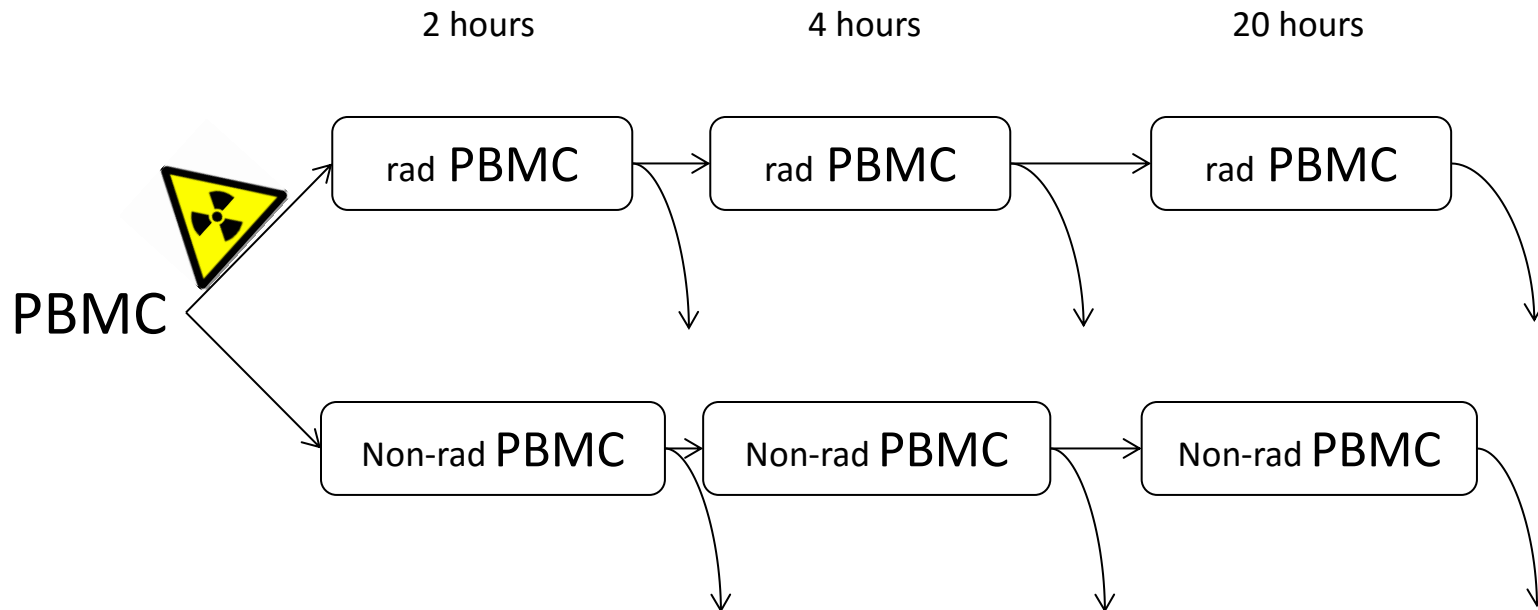 2 hours 4 hours 20 hours
rad PBMC rad PBMC rad PBMC
PBMC
Non-rad PBMC Non-rad PBMC Non-rad PBMC